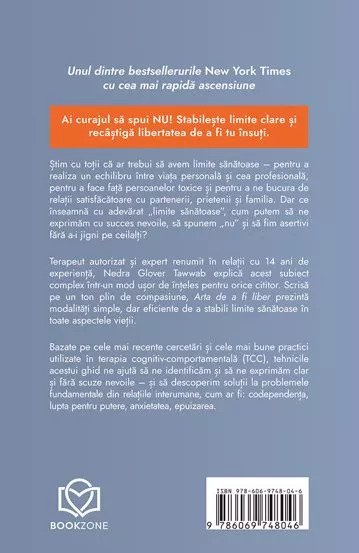 Unul dintre bestsellerurile New York Times
cu cea mai rapidă ascensiune
Ai curajul să spui NU! Stabilește limite clare și
recâștigă libertatea de a fi tu însuți.
Știm cu toții că ar trebui să avem limite sănătoase – pentru a
realiza un echilibru între viața personală și cea profesională,
pentru a face față persoanelor toxice și pentru a ne bucura de
relații satisfăcătoare cu partenerii, prietenii și familia. Dar ce
înseamnă cu adevărat „limite sănătoase”, cum putem să ne
exprimăm cu succes nevoile, să spunem „nu” și să fim asertivi
fără a-i jigni pe ceilalți?
Terapeut autorizat și expert renumit în relații cu 14 ani de
experiență, Nedra Glover Tawwab explică acest subiect
complex într-un mod ușor de înțeles pentru orice cititor. Scrisă
pe un ton plin de compasiune, Arta de a fi liber prezintă
modalități simple, dar eficiente de a stabili limite sănătoase în
toate aspectele vieții.
Bazate pe cele mai recente cercetări și cele mai bune practici
utilizate în terapia cognitiv-comportamentală (TCC), tehnicile
acestui ghid ne ajută să ne identificăm și să ne exprimăm clar
și fără scuze nevoile – și să descoperim soluții la problemele
fundamentale din relațiile interumane, cum ar fi: codependența,
lupta pentru putere, anxietatea, epuizarea.
ISBN 978-606-9748-04-6
9 786069 748046
BOOKZONE